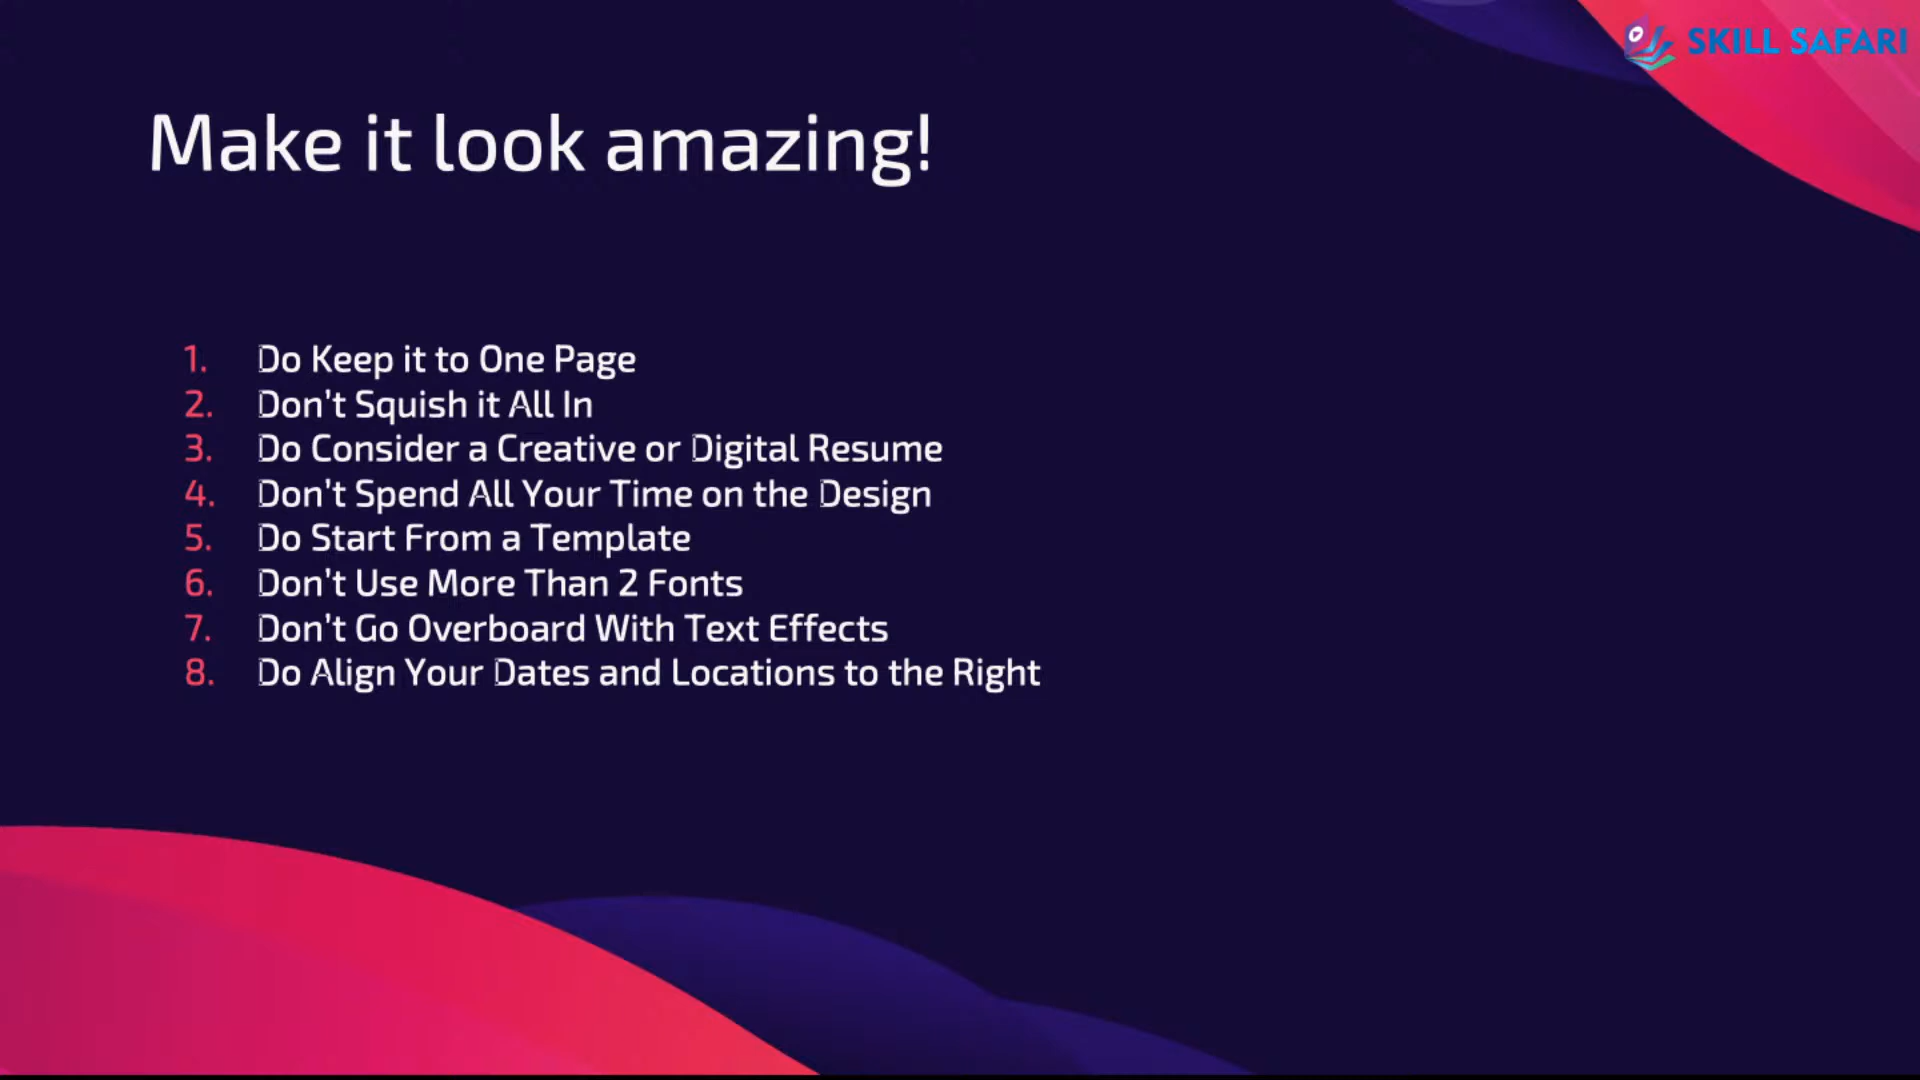 SKILL SAFARI
Make it look amazing!
1. Do Keep it to One Page
2. Don’t Squish it All In
3. Do Consider a Creative or Digital Resume
4. Don’t Spend All Your Time on the Design
5. Do Start From a Template
6. Don’t Use More Than 2 Fonts
7. Don’t Go Overboard With Text Effects
8. Do Align Your Dates and Locations to the Right